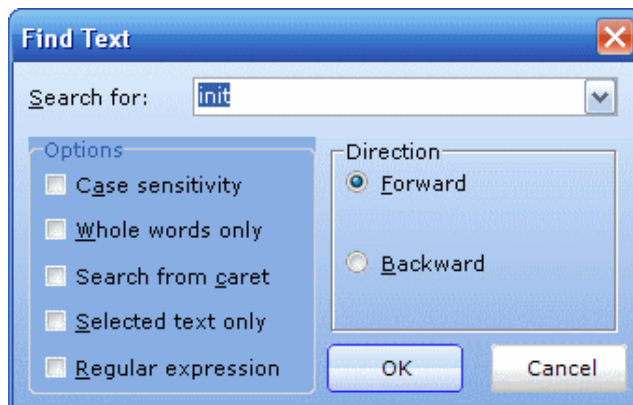 Find Text
Search for: init
Options
Case sensitivity
Whole words only
Search from caret
Selected text only
Regular expression
Direction
Forward
Backward
OK Cancel